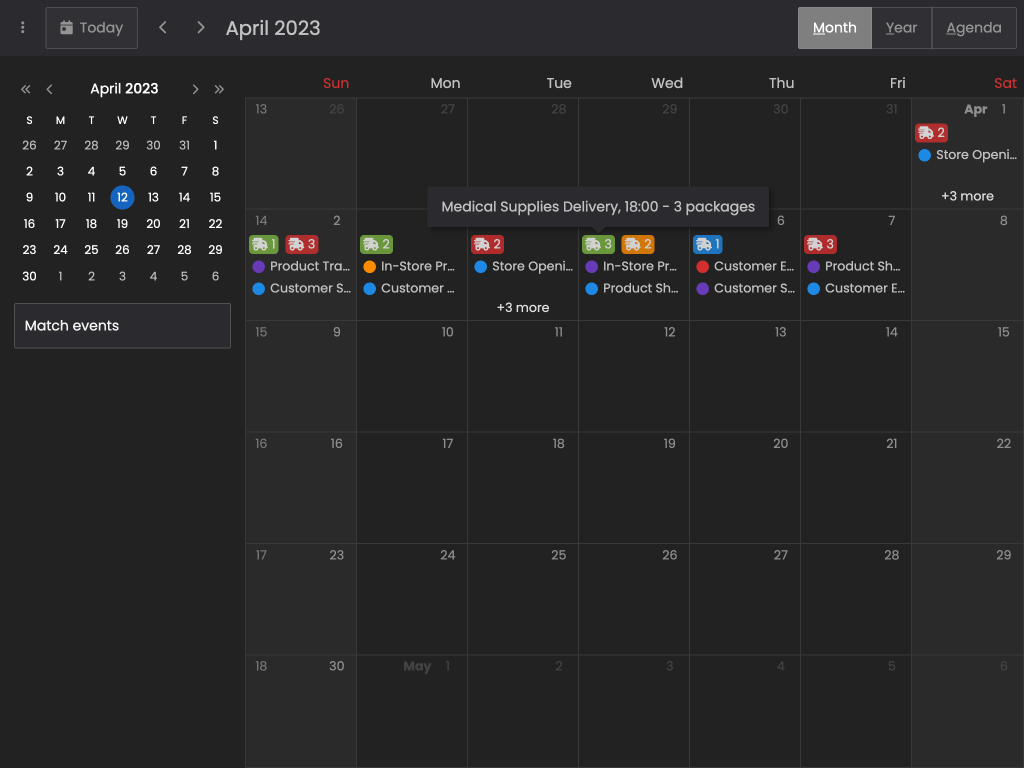 Today
April 2023
Month
Year
Agenda
April 2023
S M T W T F S
26 27 28 29 30 31 1
2 3 4 5 6 7 8
9 10 11 12 13 14 15
16 17 18 19 20 21 22
23 24 25 26 27 28 29
30 1 2 3 4 5 6
Match events
Sun Mon Tue Wed Thu Fri Sat
13 26 27 28 29 30 31 Apr 1
2
Store Openi...
+3 more
Medical Supplies Delivery, 18:00 - 3 packages
14 2 6 7 8
1 3 2 2 3 2 1 3
Product Tra... In-Store Pr... Store Openi... In-Store Pr... Customer E... Product Sh...
Customer S... Customer ... Product Sh... Customer S... Customer E...
+3 more
15 9 10 11 12 13 14 15
16 16 17 18 19 20 21 22
17 23 24 25 26 27 28 29
18 30 May 1 2 3 4 5 6